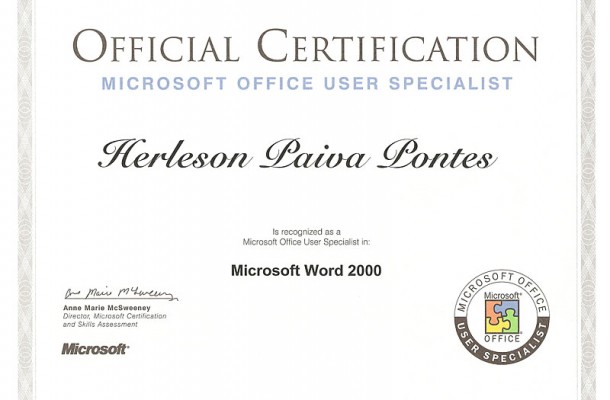 OFFICIAL CERTIFICATION
MICROSOFT OFFICE USER SPECIALIST
Herleson Paiva Pontes
Is recognized as a
Microsoft Office User Specialist in:
Microsoft Word 2000
Anne Marie McSweeney
Anne Marie McSweeney
Director, Microsoft Certification
and Skills Assessment
Microsoft®
MICROSOFT OFFICE
Microsoft®
OFFICE
USER SPECIALIST